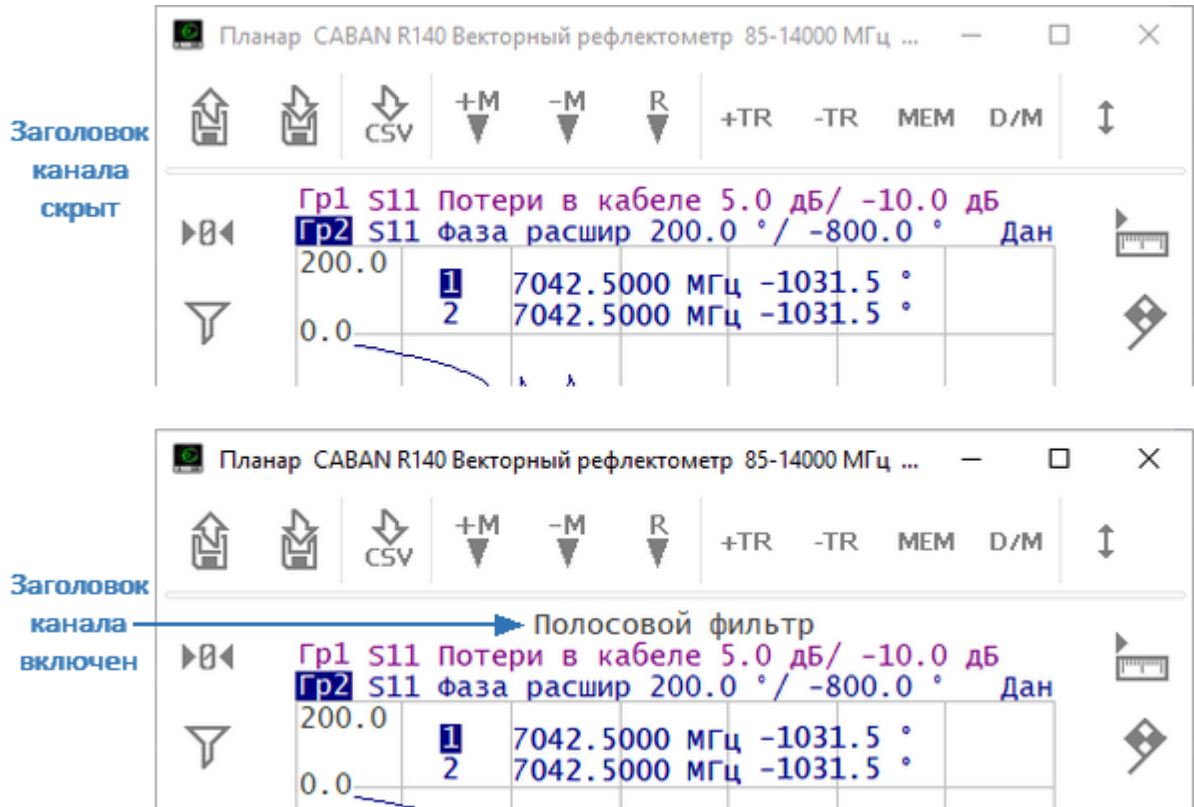 Планар CABAN R140 Векторный рефлектометр 85-14000 МГц ...
CSV +M -M R +TR -TR MEM D/M
Заголовок
канала
скрыт
Гр1 S11 Потери в кабеле 5.0 дБ/ -10.0 дБ
0
Гр2 S11 Фаза расшир 200.0 °/ -800.0 ° Дан
200.0
1 7042.5000 МГц -1031.5 °
2 7042.5000 МГц -1031.5 °
0.0
Планар CABAN R140 Векторный рефлектометр 85-14000 МГц ...
CSV +M -M R +TR -TR MEM D/M
Заголовок
канала
включен
Полосовой фильтр
0
Гр1 S11 Потери в кабеле 5.0 дБ/ -10.0 дБ
Гр2 S11 Фаза расшир 200.0 °/ -800.0 ° Дан
200.0
1 7042.5000 МГц -1031.5 °
2 7042.5000 МГц -1031.5 °
0.0